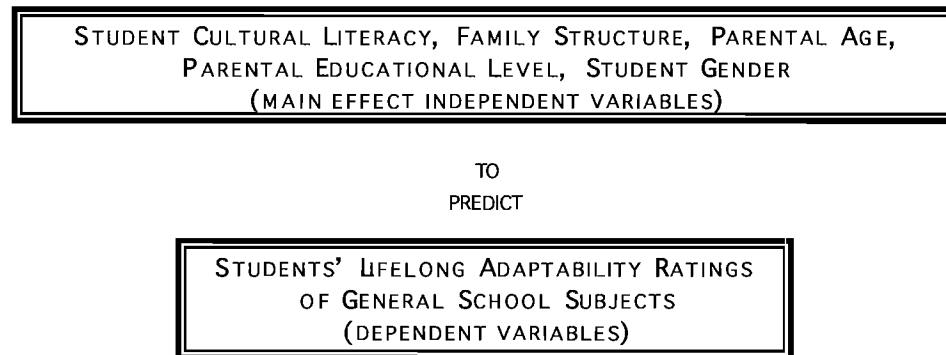 STUDENT CULTURAL LITERACY, FAMILY STRUCTURE, PARENTAL AGE,
PARENTAL EDUCATIONAL LEVEL, STUDENT GENDER
(MAIN EFFECT INDEPENDENT VARIABLES)
TO
PREDICT
STUDENTS' LIFELONG ADAPTABILITY RATINGS
OF GENERAL SCHOOL SUBJECTS
(DEPENDENT VARIABLES)